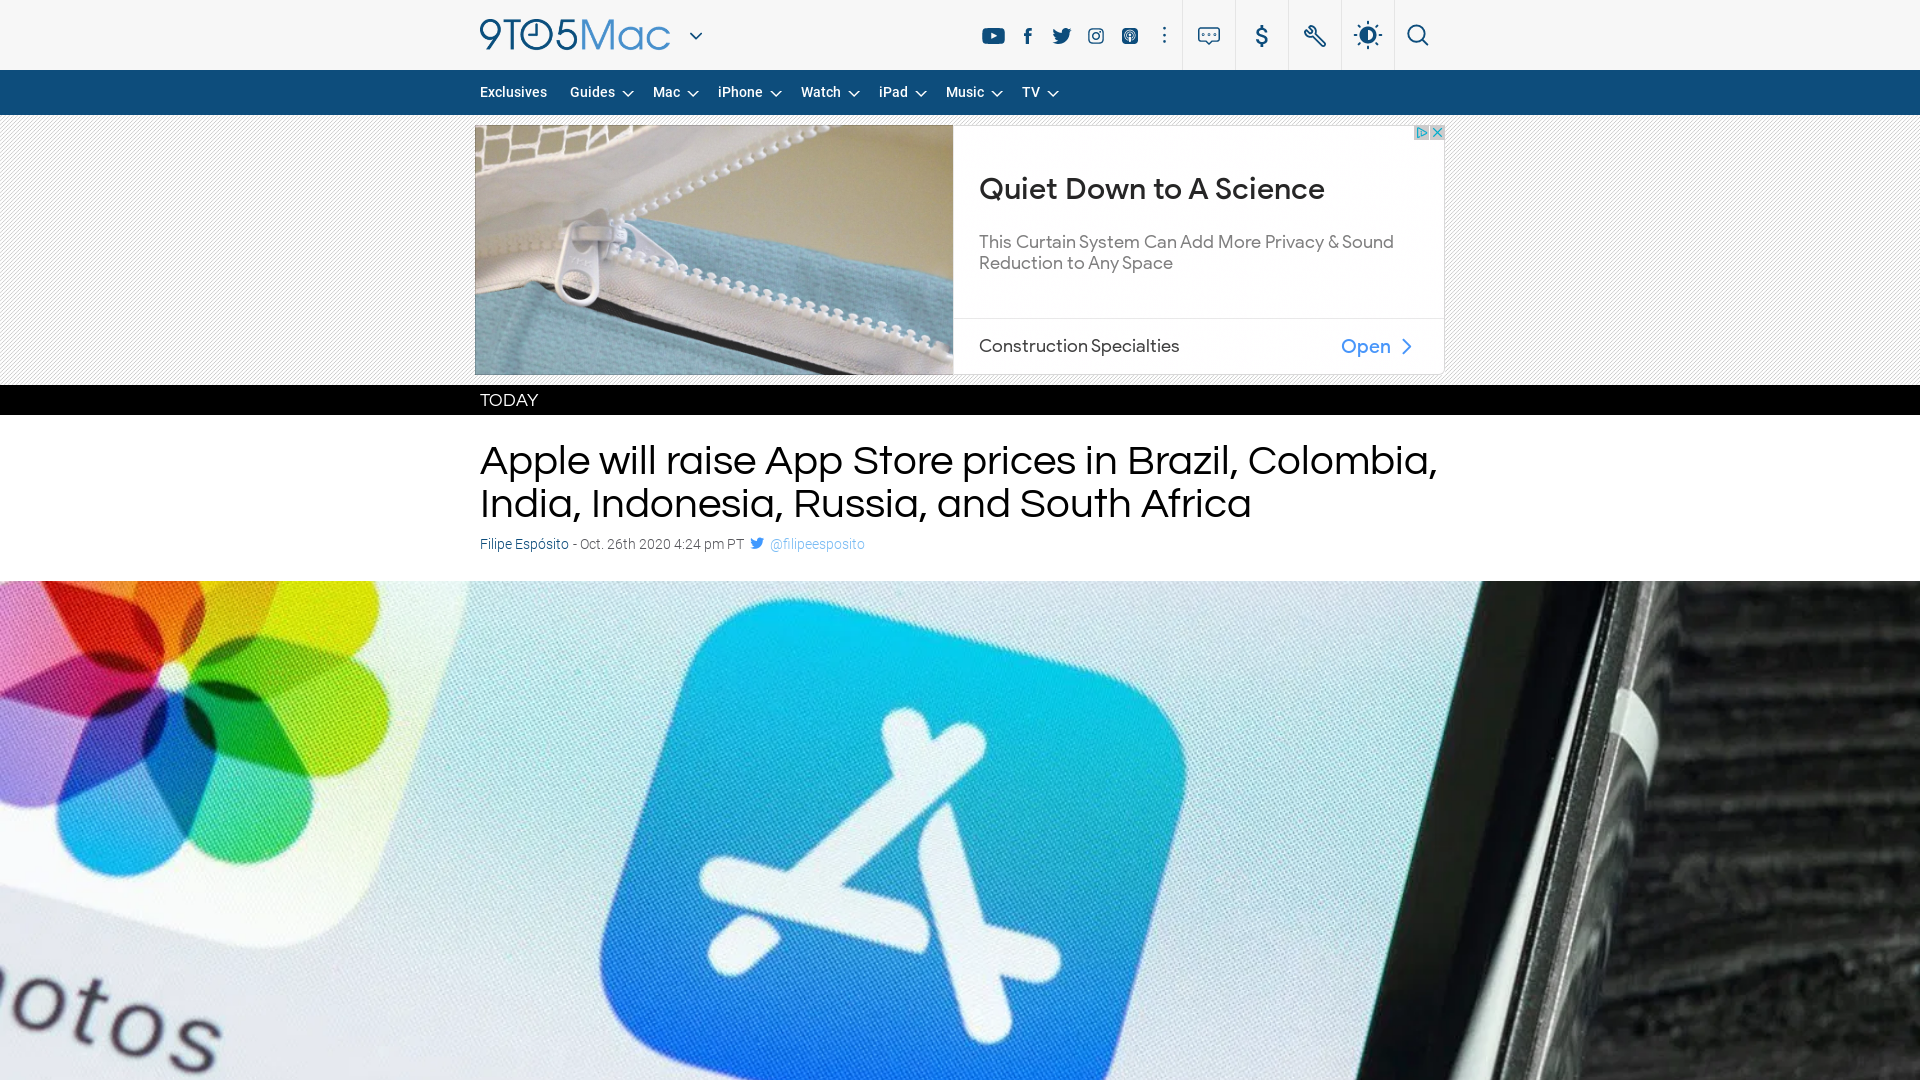 9TO5Mac
$
Exclusives Guides Mac iPhone Watch iPad Music TV
Quiet Down to A Science
This Curtain System Can Add More Privacy & Sound
Reduction to Any Space
Construction Specialties
Open
TODAY
Apple will raise App Store prices in Brazil, Colombia,
India, Indonesia, Russia, and South Africa
Filipe Espósito - Oct. 26th 2020 4:24 pm PT @filipeesposito
hotos